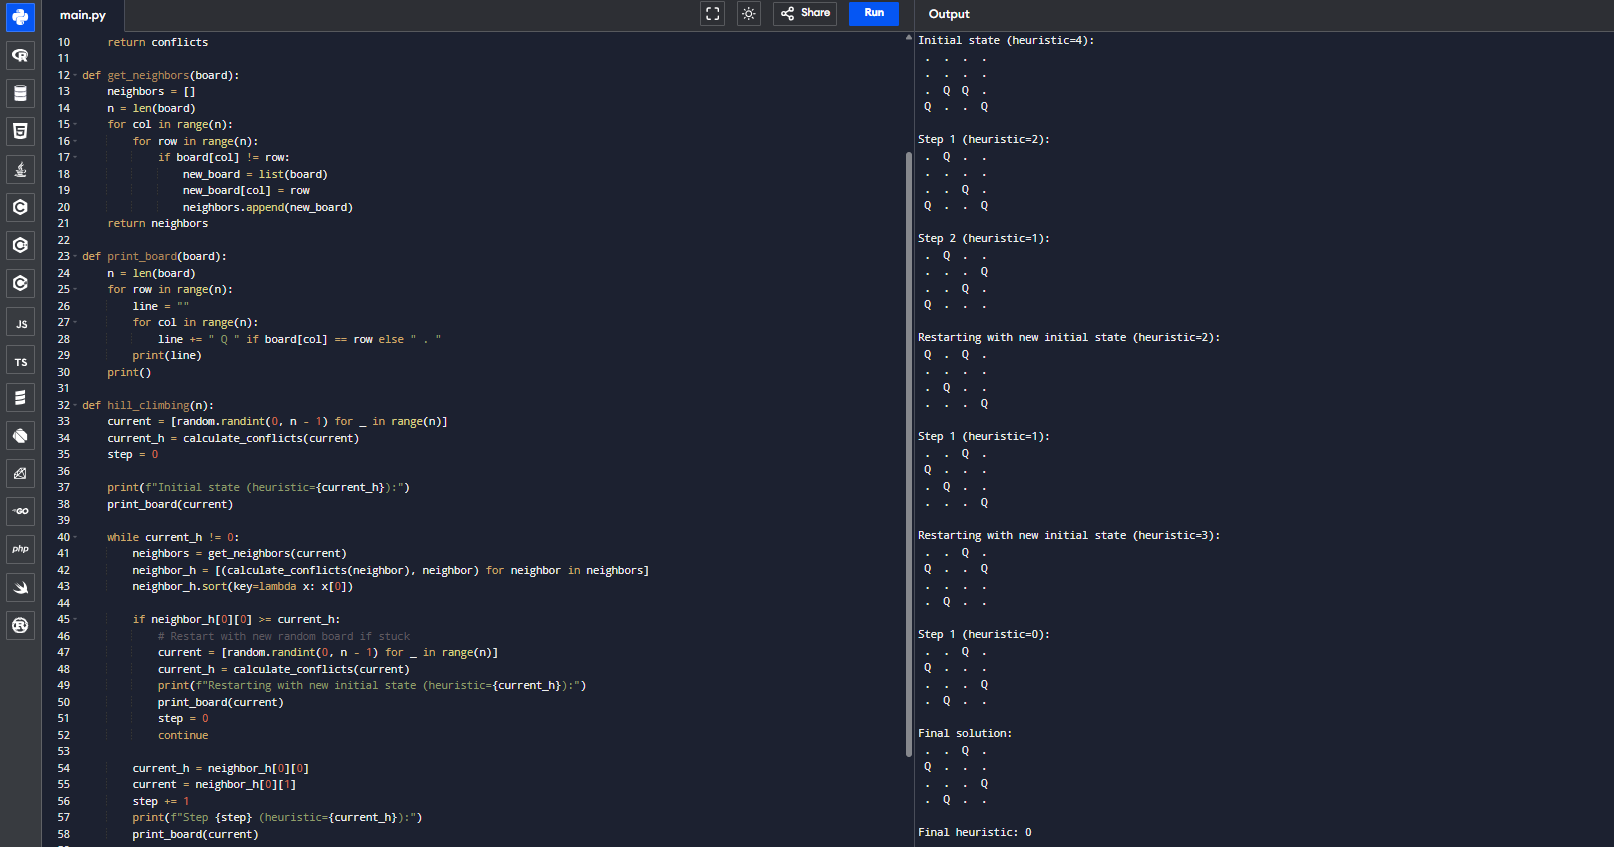 main.py
Share
Run
Output
JS
TS
GO
php
10 return conflicts
11
12 def get_neighbors(board):
13 neighbors = []
14 n = len(board)
15 for col in range(n):
16 for row in range(n):
17 if board[col] != row:
18 new_board = list(board)
19 new_board[col] = row
20 neighbors.append(new_board)
21 return neighbors
22
23 def print_board(board):
24 n = len(board)
25 for row in range(n):
26 line = ""
27 for col in range(n):
28 line += " Q " if board[col] == row else " . "
29 print(line)
30 print()
31
32 def hill_climbing(n):
33 current = [random.randint(0, n - 1) for _ in range(n)]
34 current_h = calculate_conflicts(current)
35 step = 0
36
37 print(f"Initial state (heuristic={current_h}):")
38 print_board(current)
39
40 while current_h != 0:
41 neighbors = get_neighbors(current)
42 neighbor_h = [(calculate_conflicts(neighbor), neighbor) for neighbor in neighbors]
43 neighbor_h.sort(key=lambda x: x[0])
44
45 if neighbor_h[0][0] >= current_h:
46 # Restart with new random board if stuck
47 current = [random.randint(0, n - 1) for _ in range(n)]
48 current_h = calculate_conflicts(current)
49 print(f"Restarting with new initial state (heuristic={current_h}):")
50 print_board(current)
51 step = 0
52 continue
53
54 current_h = neighbor_h[0][0]
55 current = neighbor_h[0][1]
56 step += 1
57 print(f"Step {step} (heuristic={current_h}):")
58 print_board(current)
Initial state (heuristic=4):
. . . .
. . . .
. Q Q .
Q . . Q
Step 1 (heuristic=2):
. Q . .
. . . .
. . Q .
Q . . Q
Step 2 (heuristic=1):
. Q . .
. . . Q
. . Q .
Q . . .
Restarting with new initial state (heuristic=2):
Q . Q .
. . . .
. Q . .
. . . Q
Step 1 (heuristic=1):
. . Q .
Q . . .
. Q . .
. . . Q
Restarting with new initial state (heuristic=3):
. . Q .
Q . . Q
. . . .
. Q . .
Step 1 (heuristic=0):
. . Q .
Q . . .
. . . Q
. Q . .
Final solution:
. . Q .
Q . . .
. . . Q
. Q . .
Final heuristic: 0